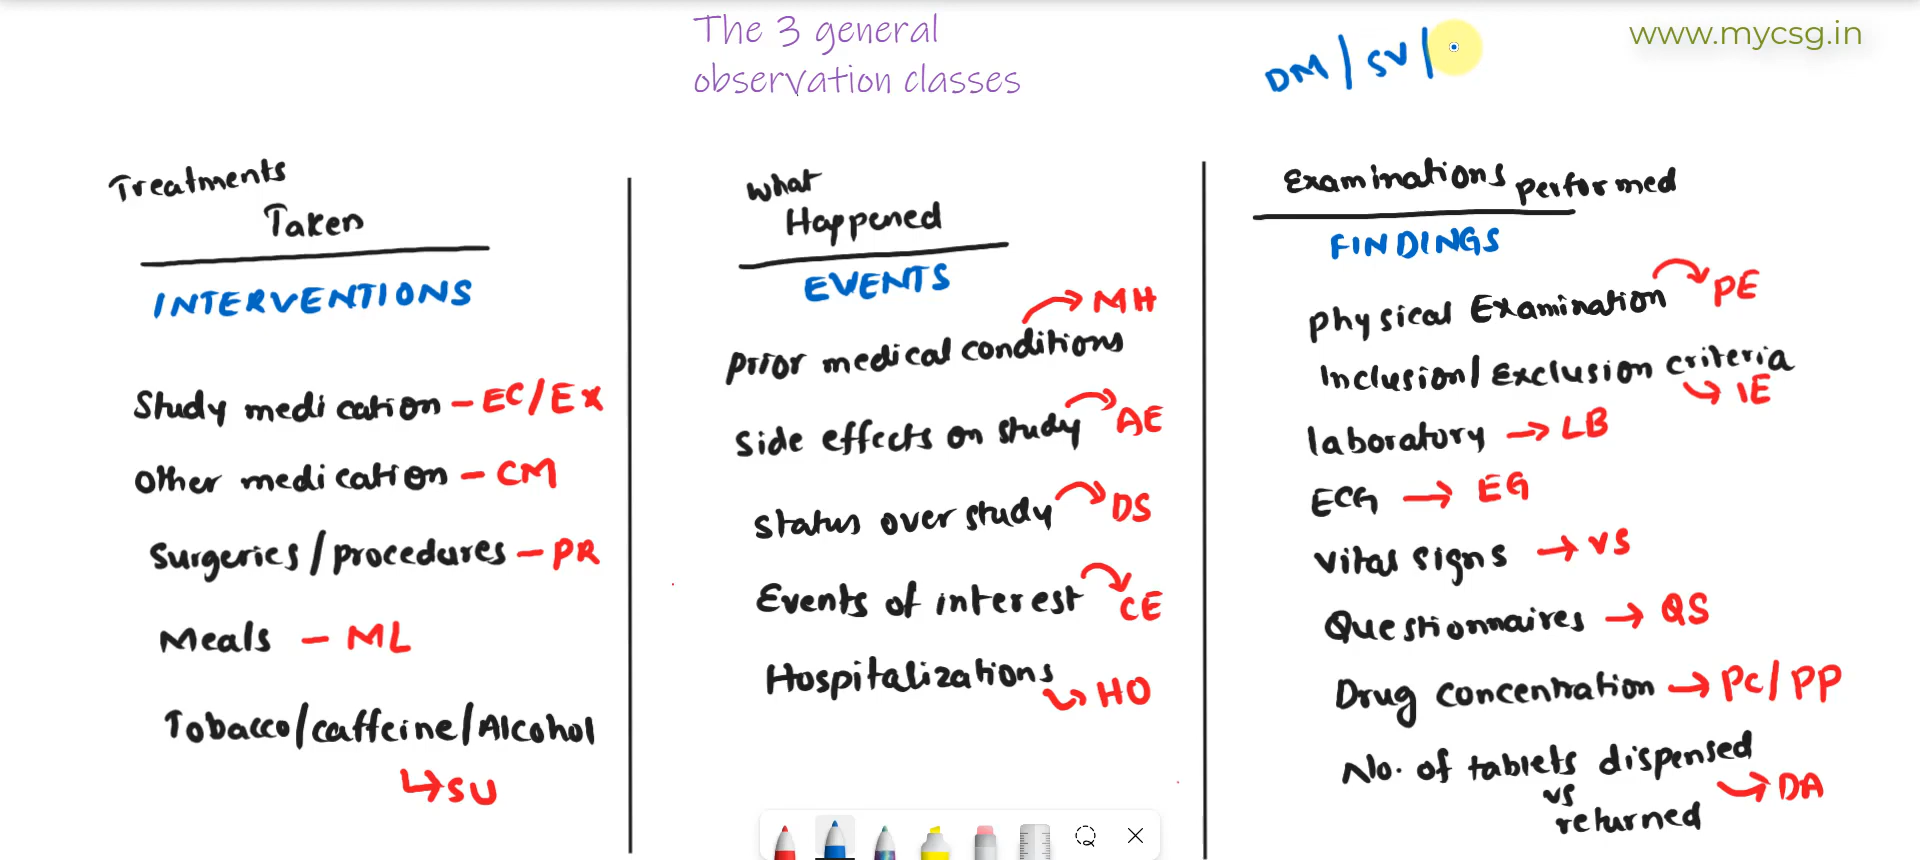 The 3 general
observation classes
DM / SV /
www.mycsg.in
Treatments
Taken
INTERVENTIONS
Study medication - EC/EX
Other medication - CM
Surgeries/procedures - PR
Meals - ML
Tobacco/caffeine/Alcohol
↳ SU
What
Happened
EVENTS
→ MH
Prior medical conditions
Side effects on study → AE
Status over study → DS
Events of interest → CE
Hospitalizations → HO
Examinations performed
FINDINGS
Physical Examination → PE
Inclusion/Exclusion criteria
→ IE
laboratory → LB
ECG → EG
Vital signs → VS
Questionnaires → QS
Drug concentration → PC/PP
No. of tablets dispensed
vs → DA
returned